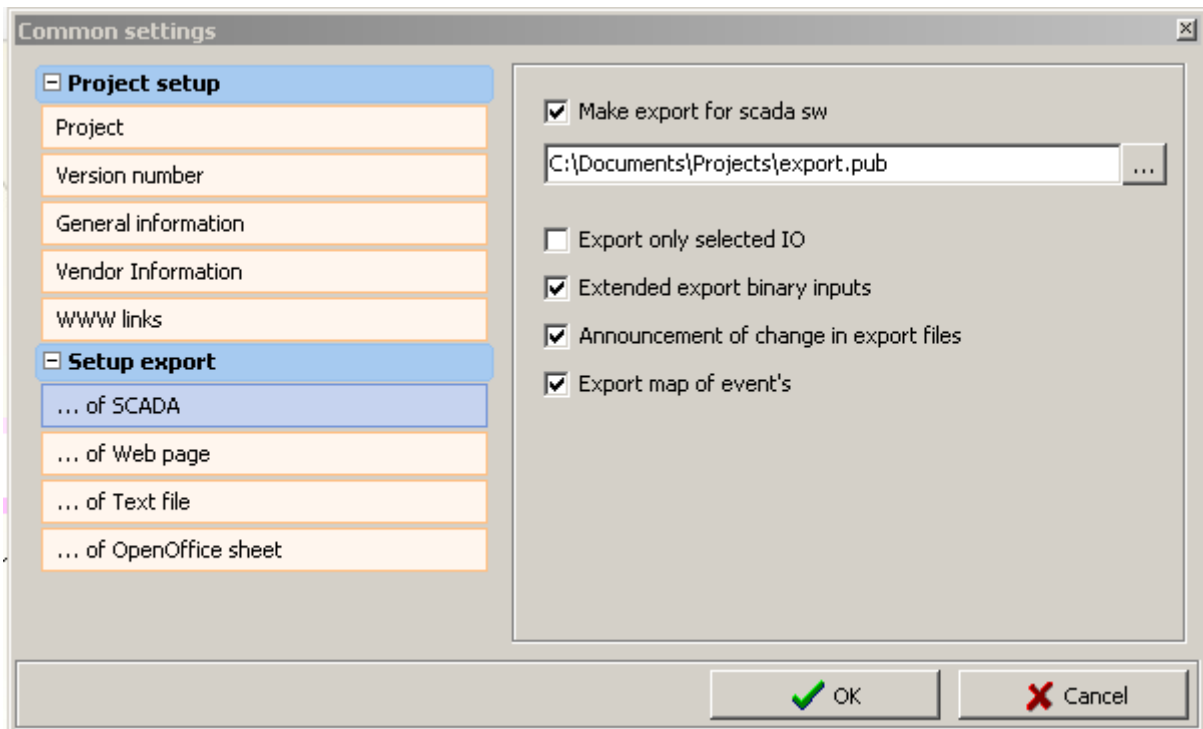 Common settings
Project setup
Project
Version number
General information
Vendor Information
WWW links
Setup export
... of SCADA
... of Web page
... of Text file
... of OpenOffice sheet
Make export for scada sw
C:\Documents\Projects\export.pub
...
Export only selected IO
Extended export binary inputs
Announcement of change in export files
Export map of event's
OK
Cancel